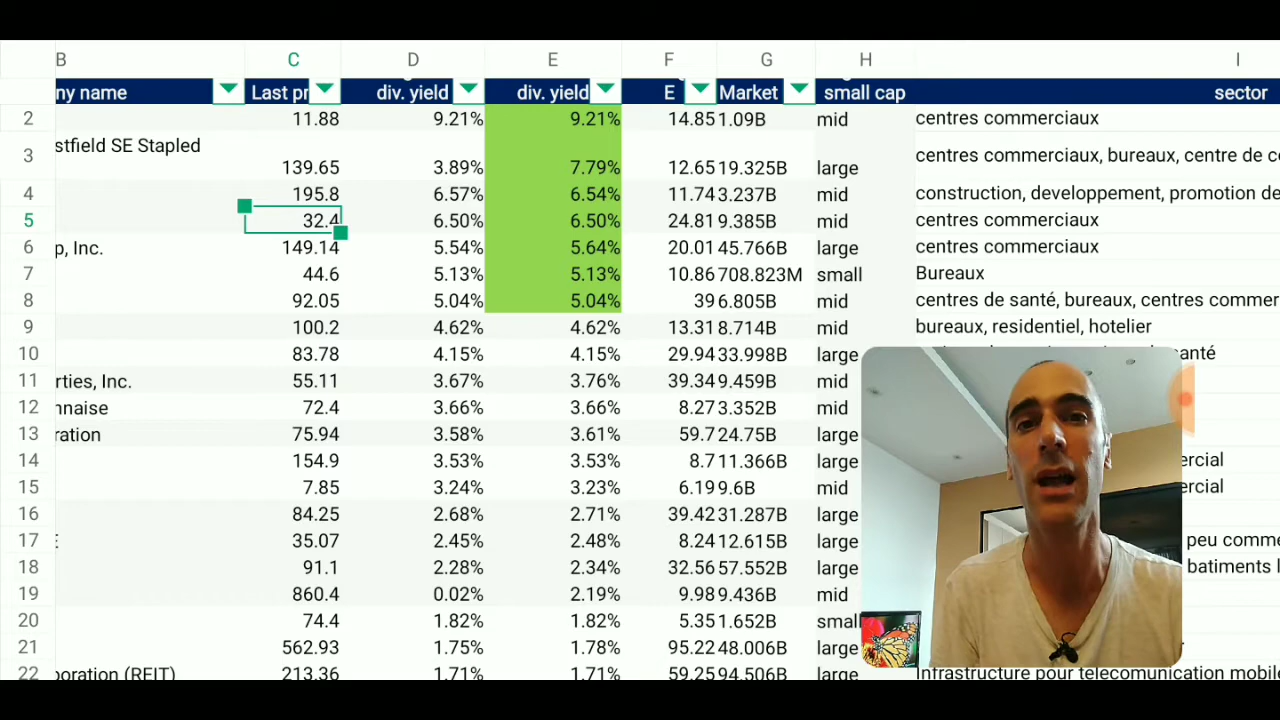 B C D E F G H I
ny name Last pr div. yield div. yield E Market small cap sector
2 11.88 9.21% 9.21% 14.85 1.09B mid centres commerciaux
3 stfield SE Stapled 139.65 3.89% 7.79% 12.65 19.325B large centres commerciaux, bureaux, centre de c
4 195.8 6.57% 6.54% 11.74 3.237B mid construction, developpement, promotion de
5 32.4 6.50% 6.50% 24.81 9.385B mid centres commerciaux
6 p, Inc. 149.14 5.54% 5.64% 20.01 45.766B large centres commerciaux
7 44.6 5.13% 5.13% 10.86 708.823M small Bureaux
8 92.05 5.04% 5.04% 39 6.805B mid centres de santé, bureaux, centres commer
9 100.2 4.62% 4.62% 13.31 8.714B mid bureaux, residentiel, hotelier
10 83.78 4.15% 4.15% 29.94 33.998B large anté
11 rties, Inc. 55.11 3.67% 3.76% 39.34 9.459B mid
12 nnaise 72.4 3.66% 3.66% 8.27 3.352B mid
13 ration 75.94 3.58% 3.61% 59.7 24.75B large
14 154.9 3.53% 3.53% 8.7 11.366B large ercial
15 7.85 3.24% 3.23% 6.19 9.6B mid ercial
16 84.25 2.68% 2.71% 39.42 31.287B large
17 E 35.07 2.45% 2.48% 8.24 12.615B large peu comme
18 91.1 2.28% 2.34% 32.56 57.552B large batiments l
19 860.4 0.02% 2.19% 9.98 9.436B mid
20 74.4 1.82% 1.82% 5.35 1.652B small
21 562.93 1.75% 1.78% 95.22 48.006B large
22 poration (REIT) 213.36 1.71% 1.71% 59.25 94.506B large Infrastructure pour telecomunication mobile